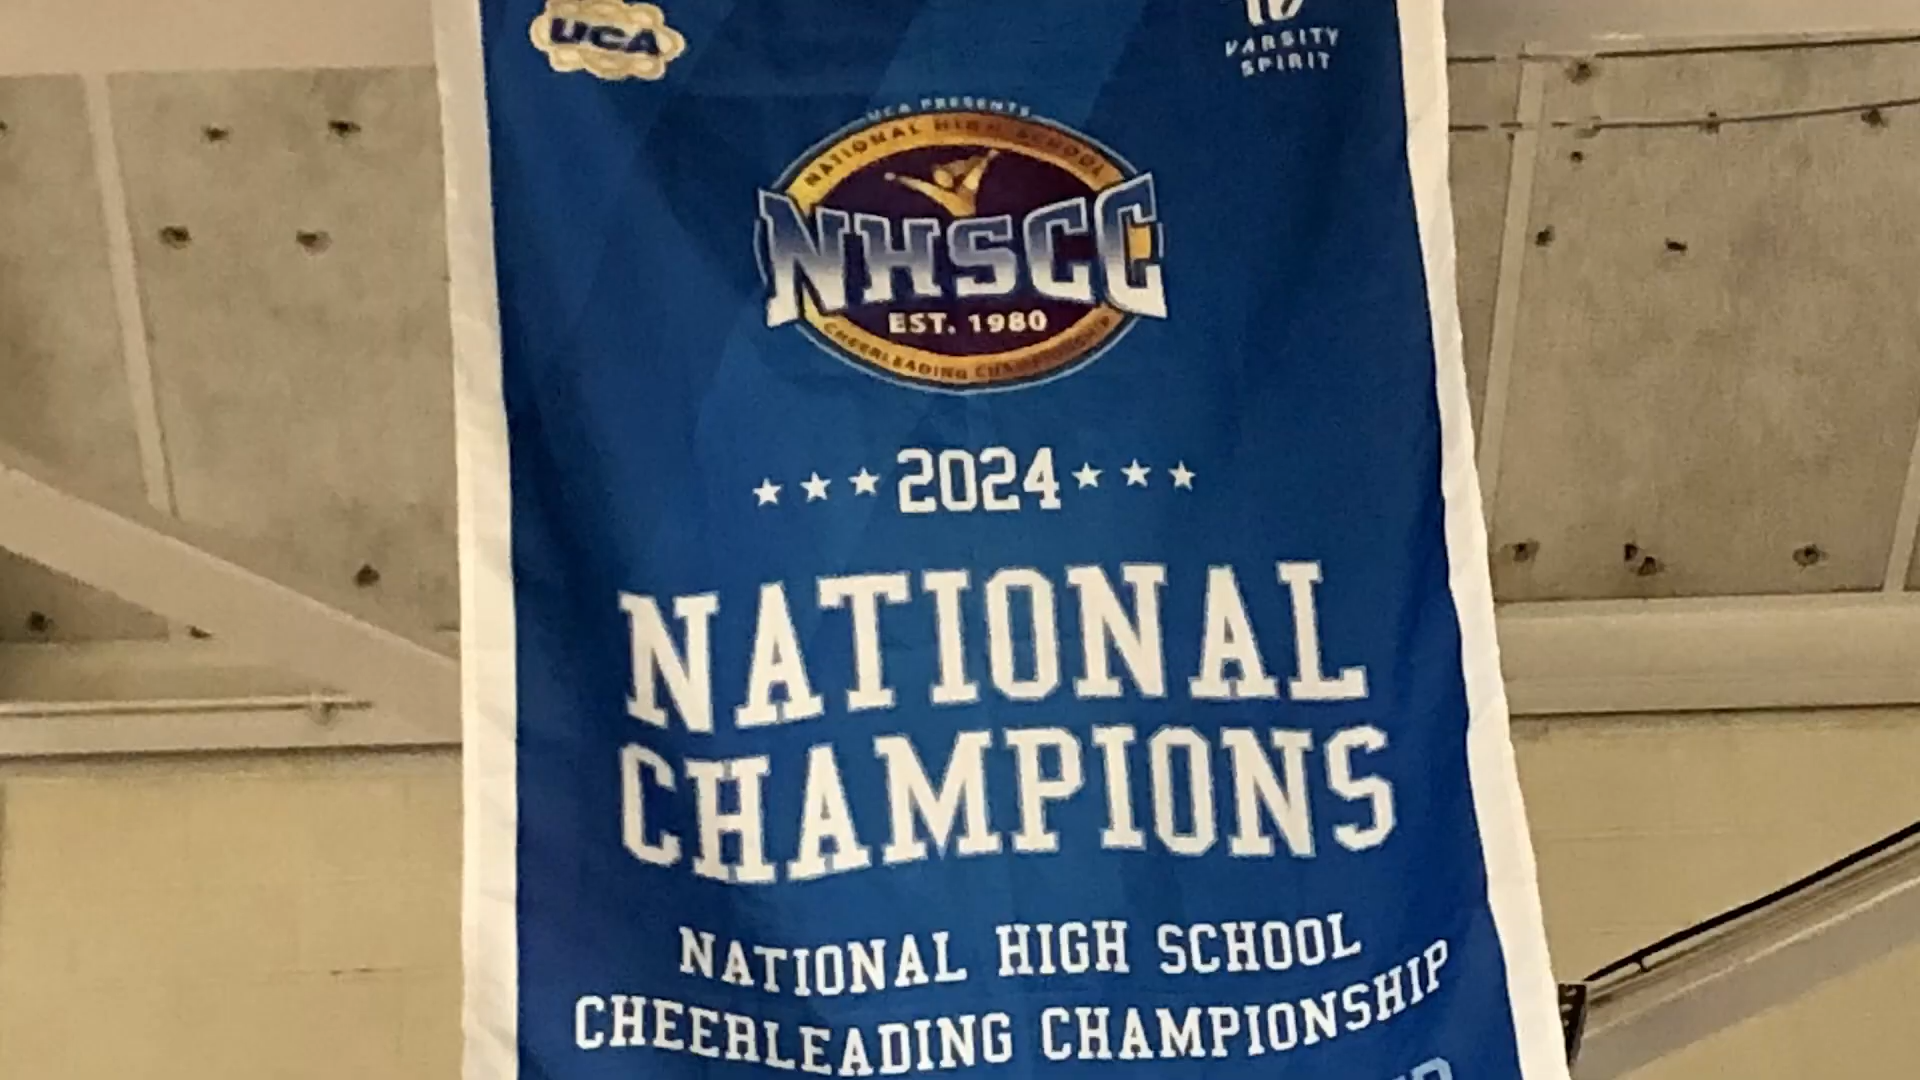 UCA
VARSITY
SPIRIT
UCA PRESENTS
NATIONAL HIGH SCHOOL
NHSCC
EST. 1980
CHEERLEADING CHAMPIONSHIP
2024
NATIONAL
CHAMPIONS
NATIONAL HIGH SCHOOL
CHEERLEADING CHAMPIONSHIP